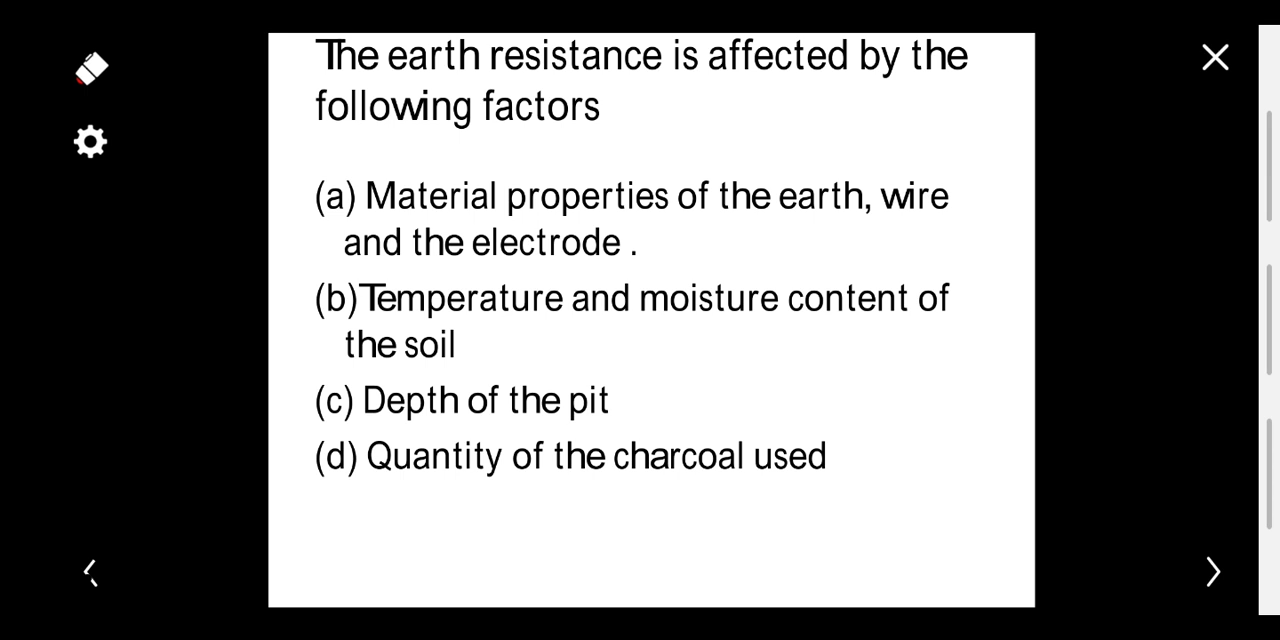 The earth resistance is affected by the
following factors
(a) Material properties of the earth, wire
and the electrode .
(b)Temperature and moisture content of
the soil
(c) Depth of the pit
(d) Quantity of the charcoal used